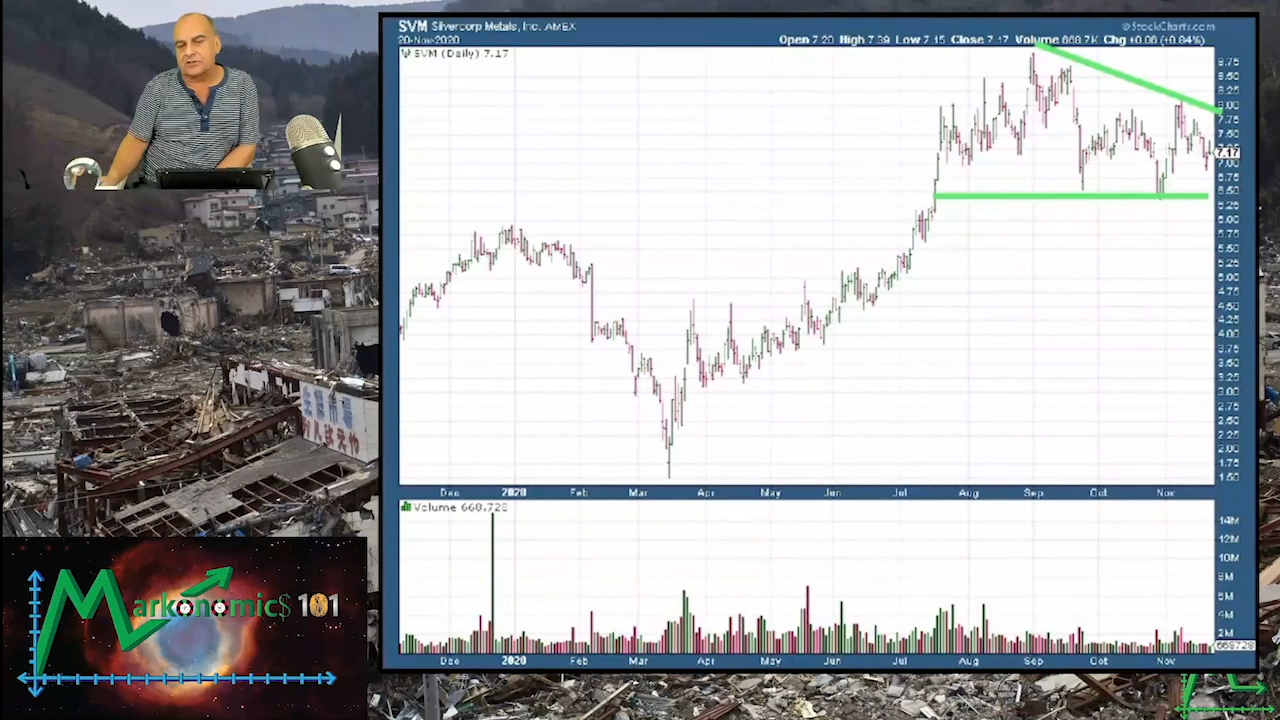 SVM Silvercorp Metals, Inc. AMEX
© StockCharts.com
20-Nov-2020
Open 7.20 High 7.39 Low 7.15 Close 7.17 Volume 668.7K Chg +0.06 (+0.84%)
SVM (Daily) 7.17
8.75
8.50
8.25
8.00
7.75
7.50
7.17
7.00
6.75
6.50
6.25
6.00
5.75
5.50
5.25
5.00
4.75
4.50
4.25
4.00
3.75
3.50
3.25
3.00
2.75
2.50
2.25
2.00
1.75
1.50
Dec 2020 Feb Mar Apr May Jun Jul Aug Sep Oct Nov
Volume 668,728
14M
12M
10M
8M
6M
4M
2M
668728
Dec 2020 Feb Mar Apr May Jun Jul Aug Sep Oct Nov
Markonomic$ 101